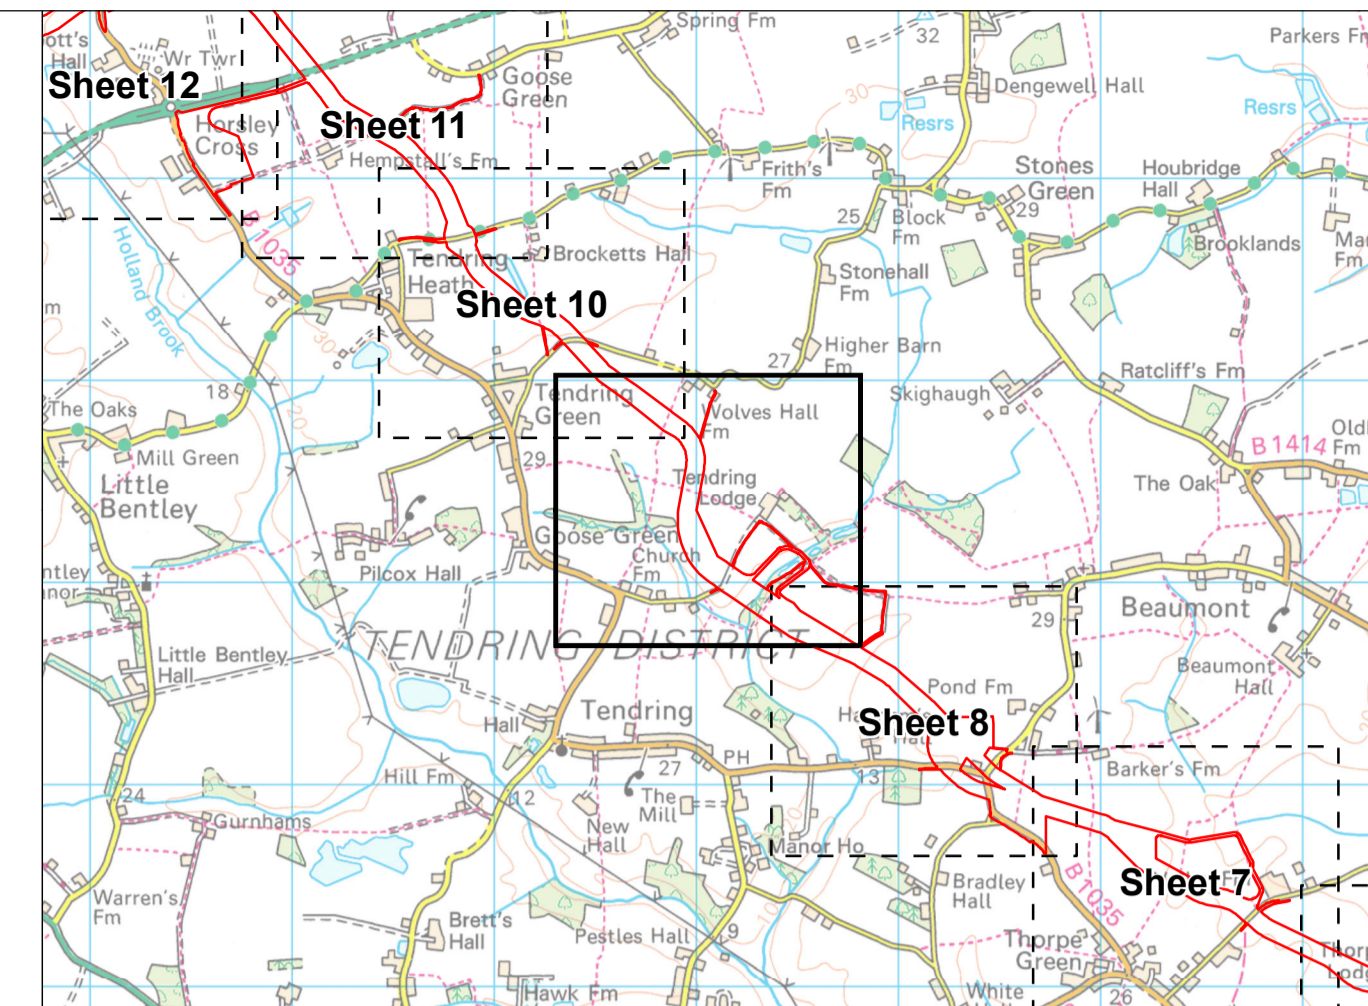 ott's
Hall
Wr Twr
Sheet 12
Horsley
Cross
Sheet 11
Hempstall's Fm
Goose
Green
Spring Fm
32
Dengewell Hall
30
Resrs
Parkers Fm
Resrs
Frith's
Fm
Stones
Green
29
Houbridge
Hall
Brooklands
25
Block
Fm
B1035
Holland Brook
Tendring
Heath
Brocketts Hall
Stonehall
Fm
Sheet 10
m
30
Higher Barn
Fm
27
18
20
The Oaks
Mill Green
Little
Bentley
Tendring
Green
29
Wolves Hall
Fm
Skighaugh
Ratcliff's Fm
B1414
Fm
The Oak
Tendring
Lodge
Goose Green
Church
Fm
Pilcox Hall
TENDRING DISTRICT
29
Beaumont
Beaumont
Hall
Little Bentley
Hall
Pond Fm
Hall
Tendring
Sheet 8
PH
27
13
Barker's Fm
Hill Fm
12
24
Gurnhams
The
Mill
New
Hall
Manor Ho
Bradley
Hall
B1035
Sheet 7
Warren's
Fm
Brett's
Hall
Pestles Hall
9
10
Thorpe
Green
26
White
Hawk Fm